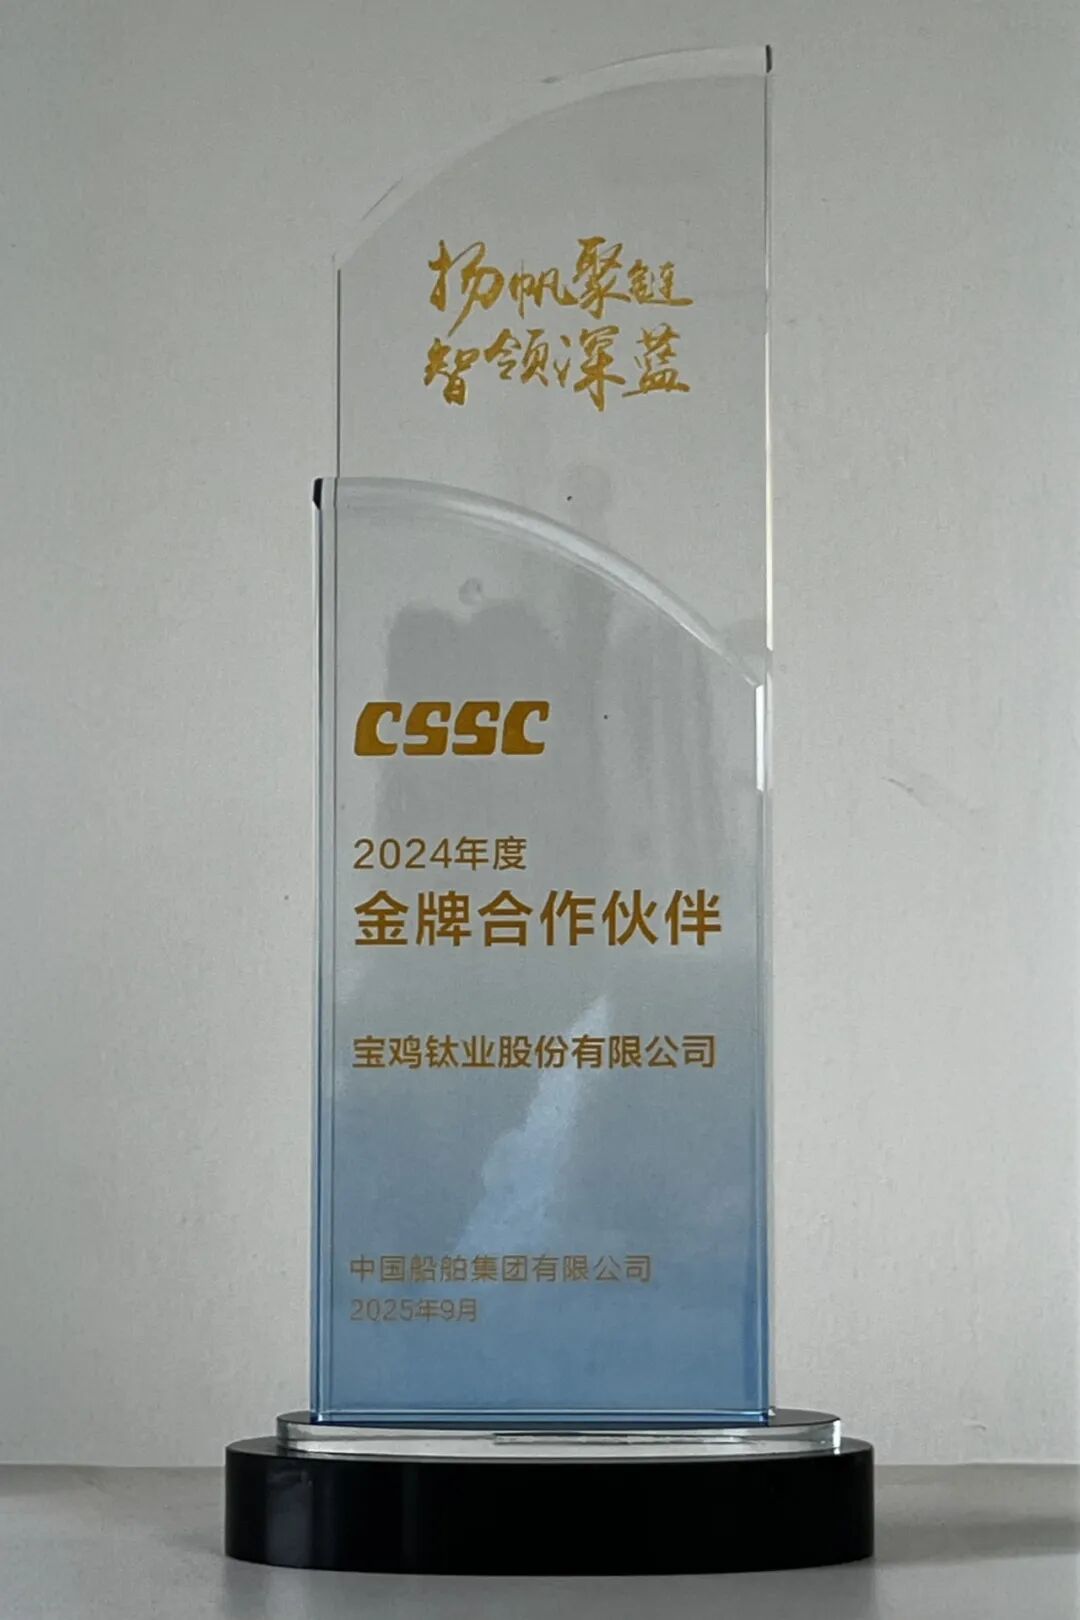 扬帆聚链
智领深蓝
CSSC
2024年度
金牌合作伙伴
宝鸡钛业股份有限公司
中国船舶集团有限公司
2025年9月